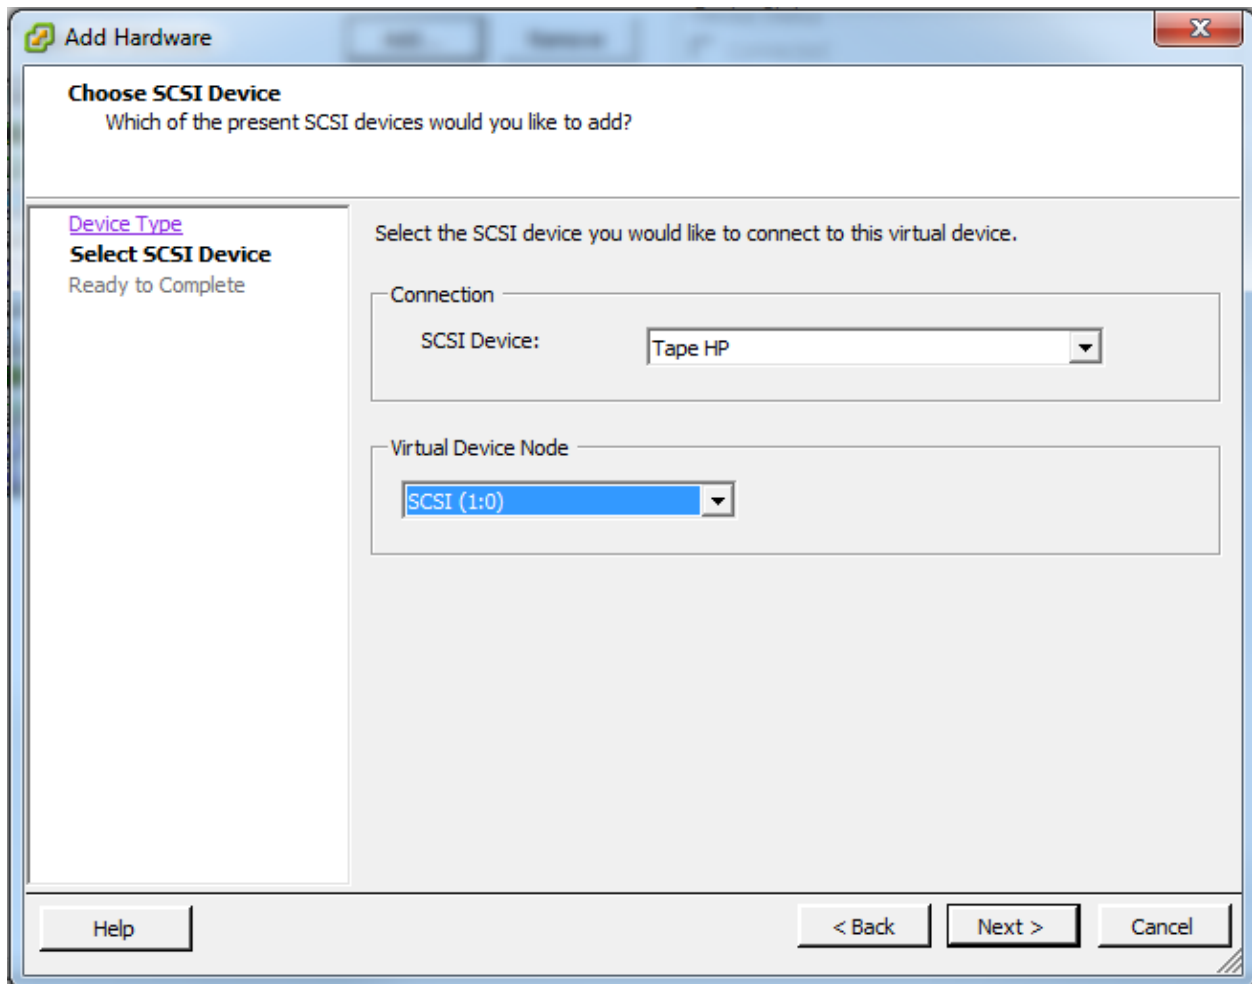 Add Hardware
Choose SCSI Device
Which of the present SCSI devices would you like to add?
Device Type
Select SCSI Device
Ready to Complete
Select the SCSI device you would like to connect to this virtual device.
Connection
SCSI Device:
Tape HP
Virtual Device Node
SCSI (1:0)
Help
< Back
Next >
Cancel